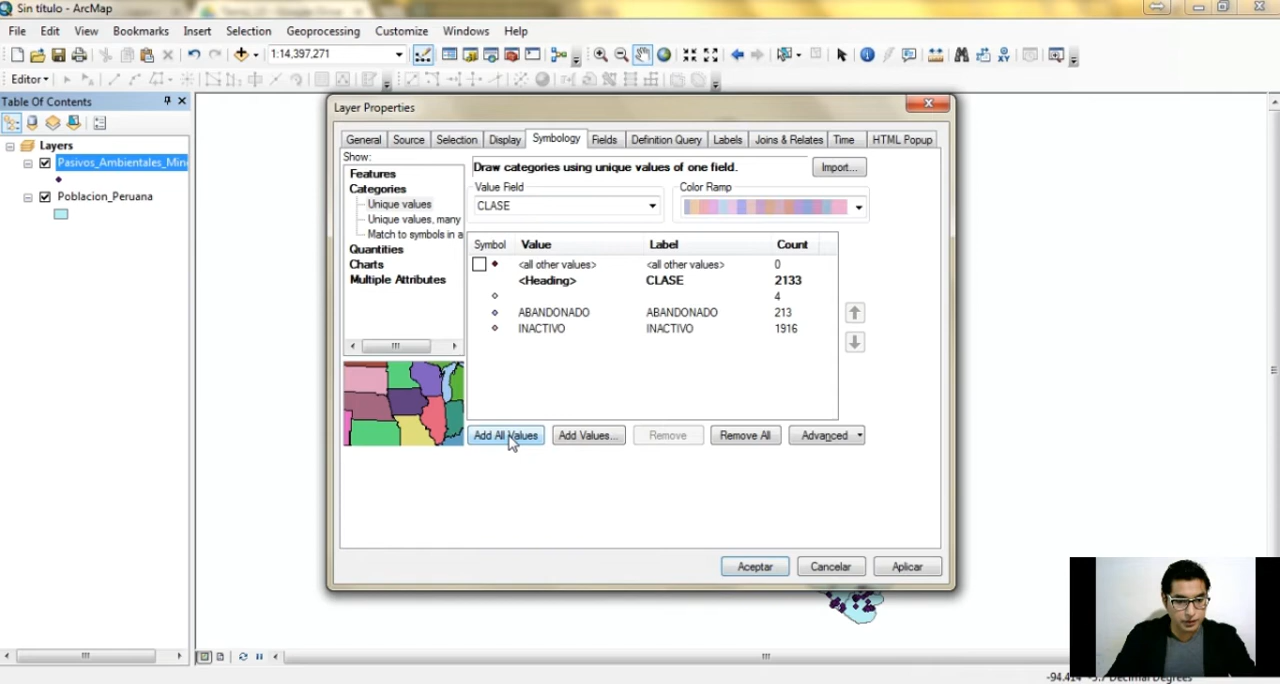 Sin título - ArcMap
File Edit View Bookmarks Insert Selection Geoprocessing Customize Windows Help
1:14,397,271
Editor
Table Of Contents
Layers
Pasivos_Ambientales_Min
Poblacion_Peruana
Layer Properties
General Source Selection Display Symbology Fields Definition Query Labels Joins & Relates Time HTML Popup
Show:
Features
Categories
Unique values
Unique values, many
Match to symbols in a
Quantities
Charts
Multiple Attributes
Draw categories using unique values of one field.
Import...
Value Field
CLASE
Color Ramp
Symbol Value Label Count
<all other values> <all other values> 0
<Heading> CLASE 2133
4
ABANDONADO ABANDONADO 213
INACTIVO INACTIVO 1916
Add All Values Add Values... Remove Remove All Advanced
Aceptar Cancelar Aplicar
Decimal Degrees